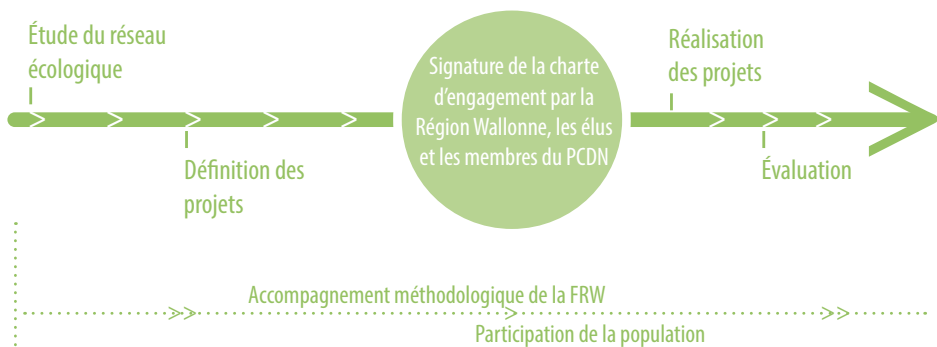 Étude du réseau
écologique
Définition des
projets
Signature de la charte
d'engagement par la
Région Wallonne, les élus
et les membres du PCDN
Réalisation
des projets
Évaluation
Accompagnement méthodologique de la FRW
Participation de la population